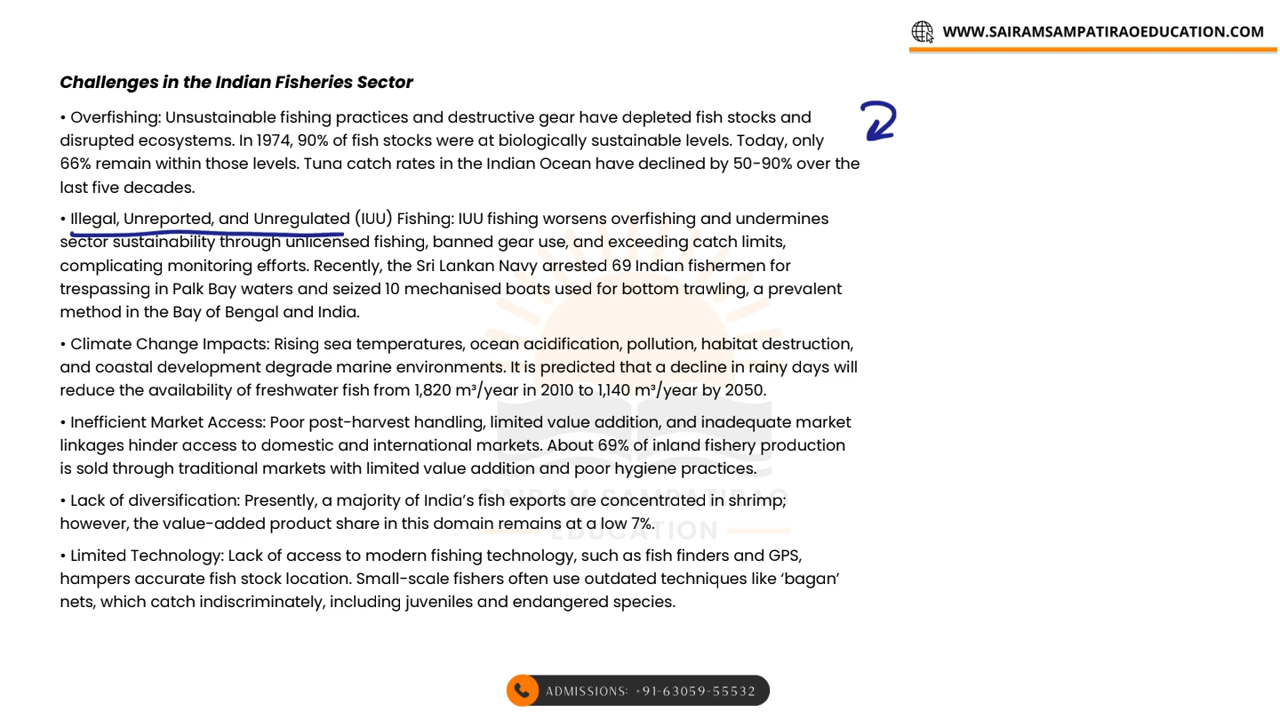 WWW.SAIRAMSAMPATIRAOEDUCATION.COM
Challenges in the Indian Fisheries Sector
• Overfishing: Unsustainable fishing practices and destructive gear have depleted fish stocks and
disrupted ecosystems. In 1974, 90% of fish stocks were at biologically sustainable levels. Today, only
66% remain within those levels. Tuna catch rates in the Indian Ocean have declined by 50-90% over the
last five decades.
• Illegal, Unreported, and Unregulated (IUU) Fishing: IUU fishing worsens overfishing and undermines
sector sustainability through unlicensed fishing, banned gear use, and exceeding catch limits,
complicating monitoring efforts. Recently, the Sri Lankan Navy arrested 69 Indian fishermen for
trespassing in Palk Bay waters and seized 10 mechanised boats used for bottom trawling, a prevalent
method in the Bay of Bengal and India.
• Climate Change Impacts: Rising sea temperatures, ocean acidification, pollution, habitat destruction,
and coastal development degrade marine environments. It is predicted that a decline in rainy days will
reduce the availability of freshwater fish from 1,820 m³/year in 2010 to 1,140 m³/year by 2050.
• Inefficient Market Access: Poor post-harvest handling, limited value addition, and inadequate market
linkages hinder access to domestic and international markets. About 69% of inland fishery production
is sold through traditional markets with limited value addition and poor hygiene practices.
• Lack of diversification: Presently, a majority of India's fish exports are concentrated in shrimp;
however, the value-added product share in this domain remains at a low 7%.
• Limited Technology: Lack of access to modern fishing technology, such as fish finders and GPS,
hampers accurate fish stock location. Small-scale fishers often use outdated techniques like 'bagan'
nets, which catch indiscriminately, including juveniles and endangered species.
SAIRAM SAMPATIRAO
EDUCATION
ADMISSIONS: +91-63059-55532